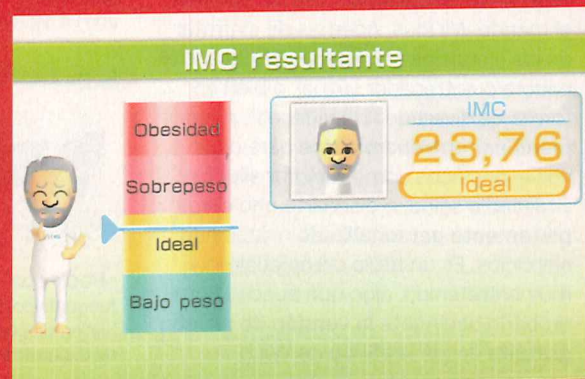 IMC resultante
Obesidad
Sobrepeso
Ideal
Bajo peso
IMC
23,76
Ideal